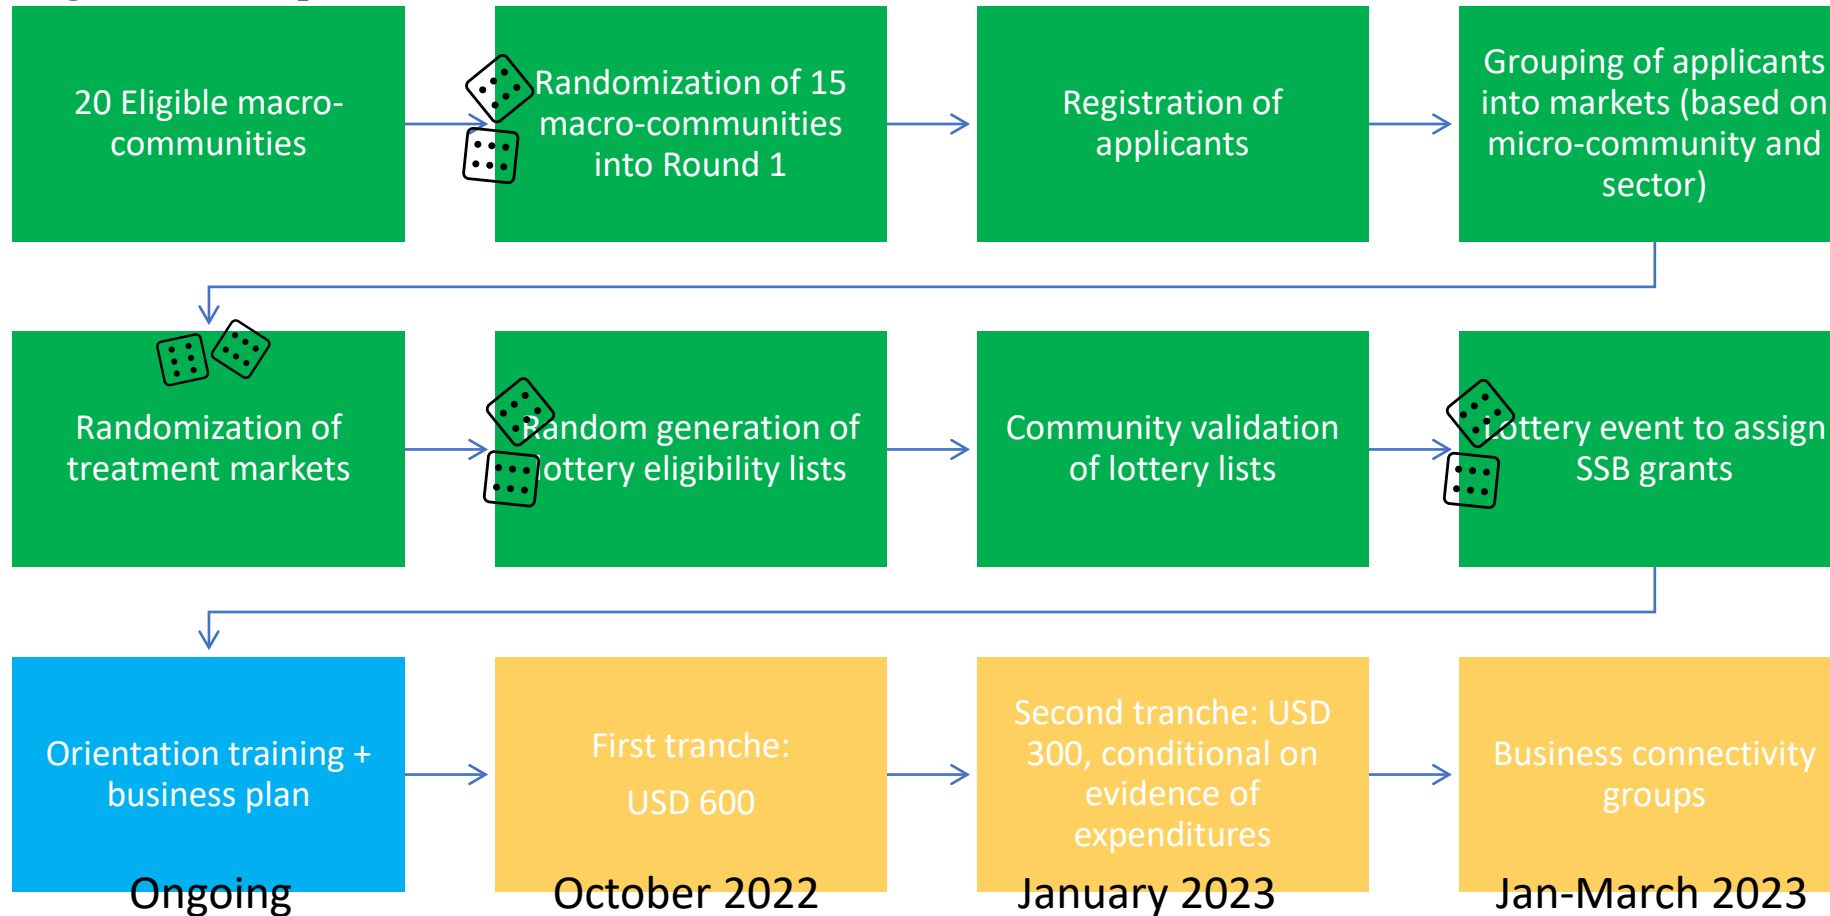 20 Eligible macro-
communities
Randomization of 15
macro-communities
into Round 1
Registration of
applicants
Grouping of applicants
into markets (based on
micro-community and
sector)
Randomization of
treatment markets
Random generation of
lottery eligibility lists
Community validation
of lottery lists
Lottery event to assign
SSB grants
Orientation training +
business plan
First tranche:
USD 600
Second tranche: USD
300, conditional on
evidence of
expenditures
Business connectivity
groups
Ongoing
October 2022
January 2023
Jan-March 2023